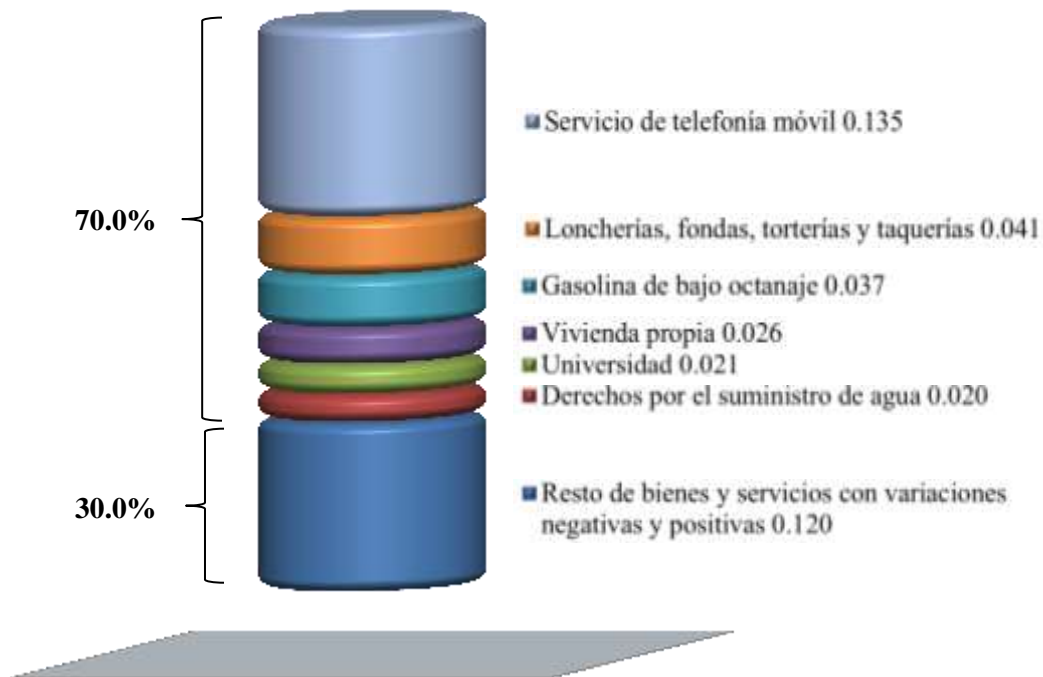 Servicio de telefonía móvil 0.135
70.0%
Loncherías, fondas, torterías y taquerías 0.041
Gasolina de bajo octanaje 0.037
Vivienda propia 0.026
Universidad 0.021
Derechos por el suministro de agua 0.020
30.0%
Resto de bienes y servicios con variaciones
negativas y positivas 0.120